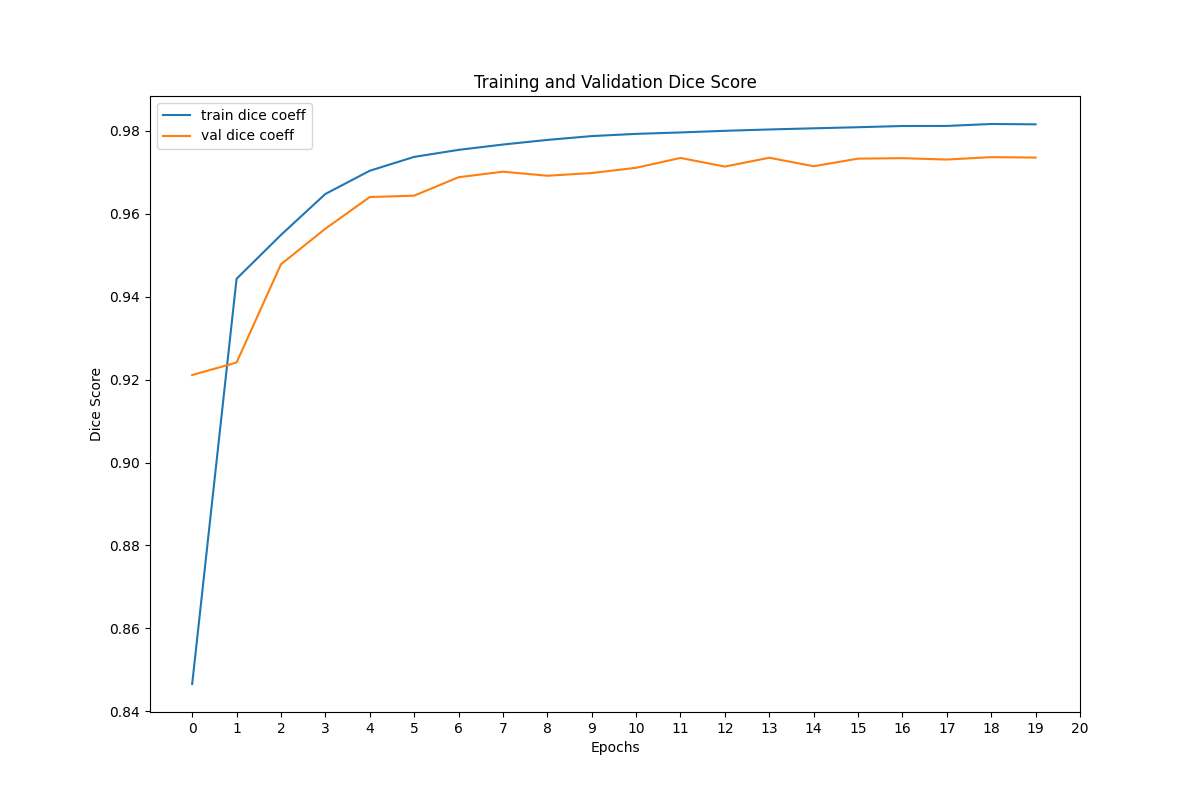 Training and Validation Dice Score
train dice coeff
val dice coeff
0.98
0.96
0.94
0.92
0.90
0.88
0.86
0.84
Dice Score
0 1 2 3 4 5 6 7 8 9 10 11 12 13 14 15 16 17 18 19 20
Epochs